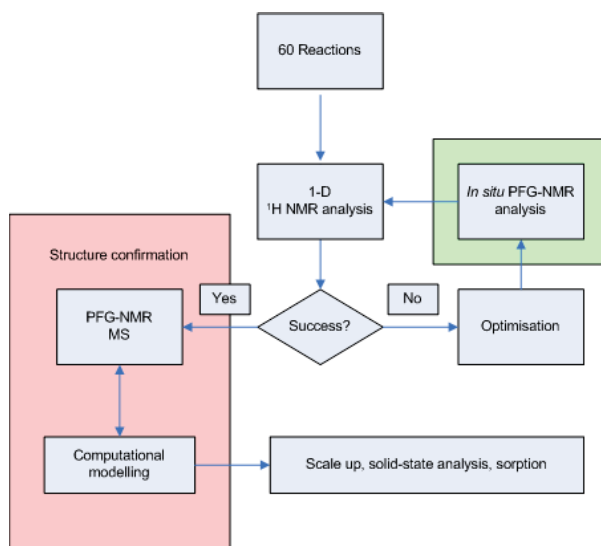 60 Reactions
1-D
¹H NMR analysis
In situ PFG-NMR
analysis
Structure confirmation
Yes
No
PFG-NMR
MS
Success?
Optimisation
Computational
modelling
Scale up, solid-state analysis, sorption